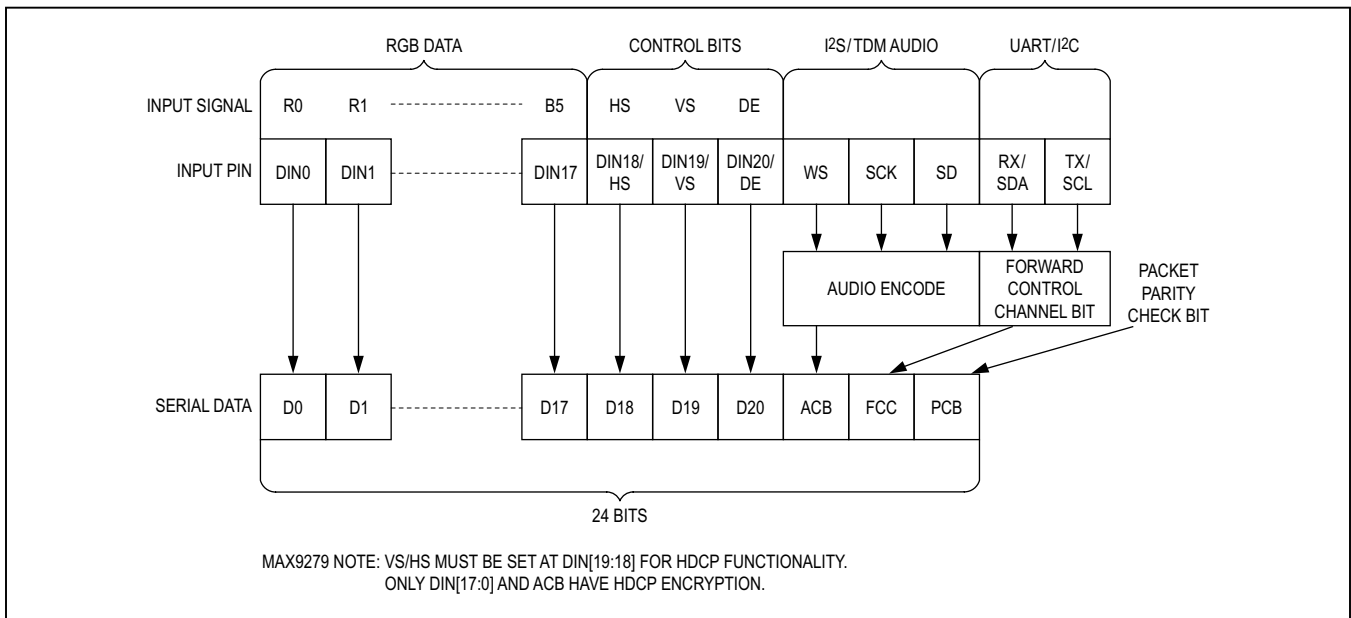 RGB DATA CONTROL BITS I2S/TDM AUDIO UART/I2C
INPUT SIGNAL R0 R1 B5 HS VS DE
INPUT PIN DIN0 DIN1 DIN17 DIN18/ HS DIN19/ VS DIN20/ DE WS SCK SD RX/ SDA TX/ SCL
AUDIO ENCODE
FORWARD
CONTROL
CHANNEL BIT
PACKET
PARITY
CHECK BIT
SERIAL DATA D0 D1 D17 D18 D19 D20 ACB FCC PCB
24 BITS
MAX9279 NOTE: VS/HS MUST BE SET AT DIN[19:18] FOR HDCP FUNCTIONALITY.
ONLY DIN[17:0] AND ACB HAVE HDCP ENCRYPTION.